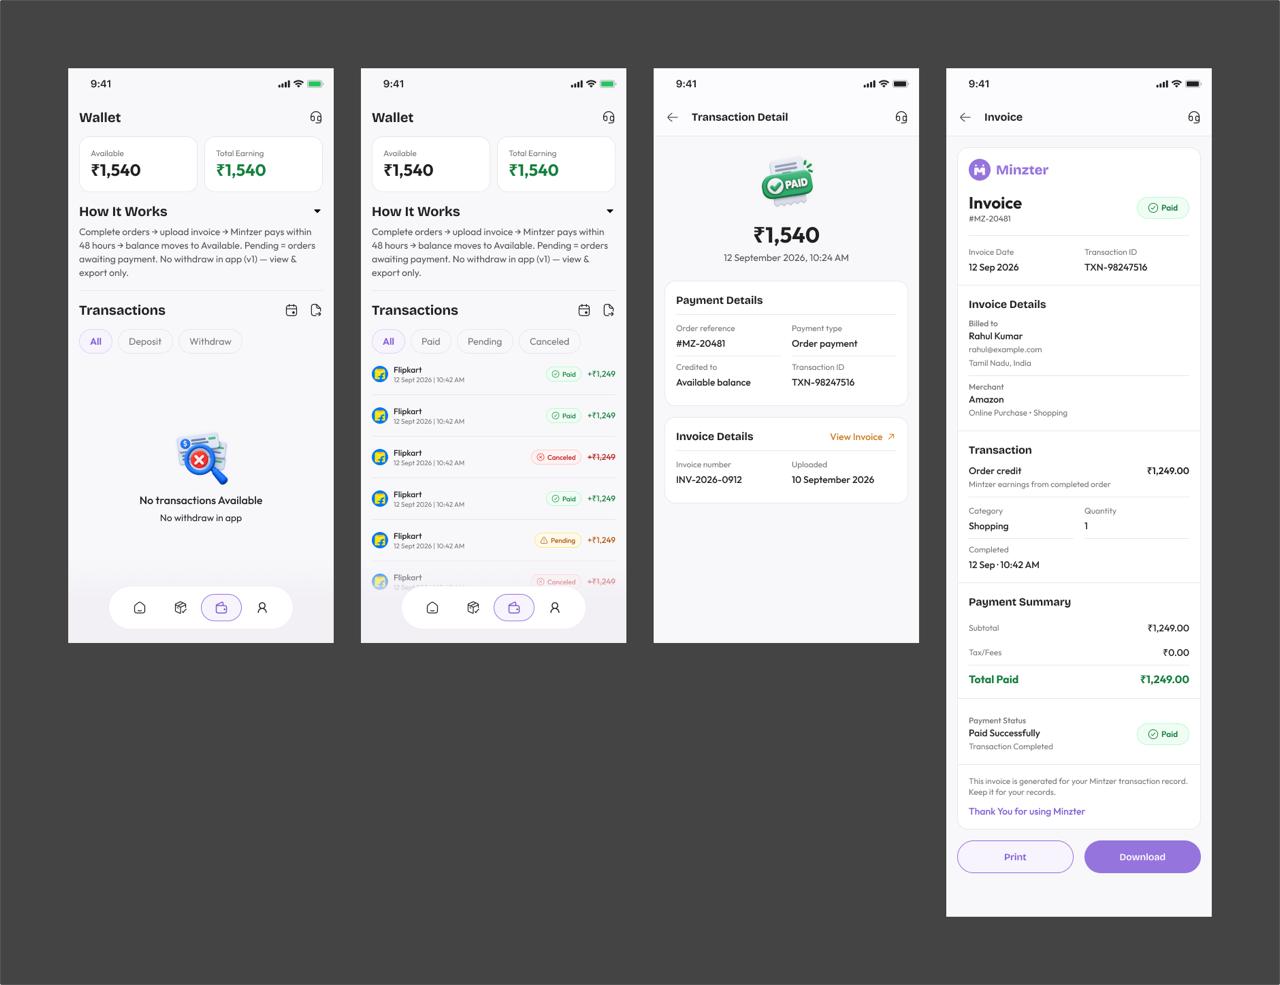 9:41
Wallet
Available
₹1,540
Total Earning
₹1,540
How It Works
Complete orders → upload invoice → Mintzer pays within
48 hours → balance moves to Available. Pending = orders
awaiting payment. No withdraw in app (v1) — view &
export only.
Transactions
All
Deposit
Withdraw
$
No transactions Available
No withdraw in app
9:41
Wallet
Available
₹1,540
Total Earning
₹1,540
How It Works
Complete orders → upload invoice → Mintzer pays within
48 hours → balance moves to Available. Pending = orders
awaiting payment. No withdraw in app (v1) — view &
export only.
Transactions
All
Paid
Pending
Canceled
Flipkart
12 Sept 2026 | 10:42 AM
Paid
+₹1,249
Flipkart
12 Sept 2026 | 10:42 AM
Paid
+₹1,249
Flipkart
12 Sept 2026 | 10:42 AM
Canceled
+₹1,249
Flipkart
12 Sept 2026 | 10:42 AM
Paid
+₹1,249
Flipkart
12 Sept 2026 | 10:42 AM
Pending
+₹1,249
Flipkart
12 Sept 2026 | 10:42 AM
Canceled
+₹1,249
9:41
Transaction Detail
PAID
₹1,540
12 September 2026, 10:24 AM
Payment Details
Order reference
#MZ-20481
Payment type
Order payment
Credited to
Available balance
Transaction ID
TXN-98247516
Invoice Details
View Invoice
Invoice number
INV-2026-0912
Uploaded
10 September 2026
9:41
Invoice
Minzter
Invoice
#MZ-20481
Paid
Invoice Date
12 Sep 2026
Transaction ID
TXN-98247516
Invoice Details
Billed to
Rahul Kumar
rahul@example.com
Tamil Nadu, India
Merchant
Amazon
Online Purchase • Shopping
Transaction
Order credit
₹1,249.00
Mintzer earnings from completed order
Category
Shopping
Quantity
1
Completed
12 Sep · 10:42 AM
Payment Summary
Subtotal
₹1,249.00
Tax/Fees
₹0.00
Total Paid
₹1,249.00
Payment Status
Paid Successfully
Transaction Completed
Paid
This invoice is generated for your Mintzer transaction record.
Keep it for your records.
Thank You for using Minzter
Print
Download